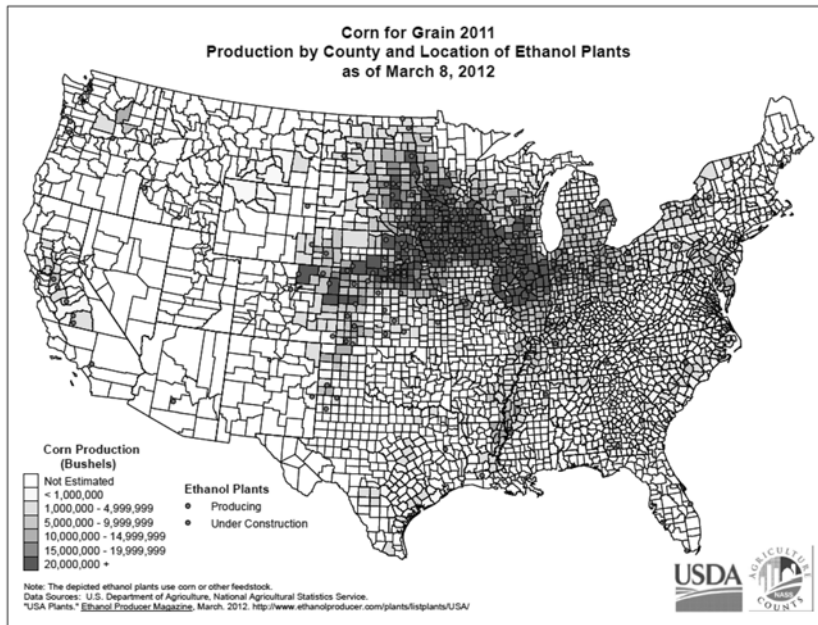 Corn for Grain 2011
Production by County and Location of Ethanol Plants
as of March 8, 2012
Corn Production
(Bushels)
Not Estimated
< 1,000,000
1,000,000 - 4,999,999
5,000,000 - 9,999,999
10,000,000 - 14,999,999
15,000,000 - 19,999,999
20,000,000 +
Ethanol Plants
Producing
Under Construction
Note: The depicted ethanol plants use corn or other feedstock.
Data Sources: U.S. Department of Agriculture, National Agricultural Statistics Service.
"USA Plants." Ethanol Producer Magazine, March. 2012. http://www.ethanolproducer.com/plants/listplants/USA/
USDA
AGRICULTURE
NASS
COUNTS